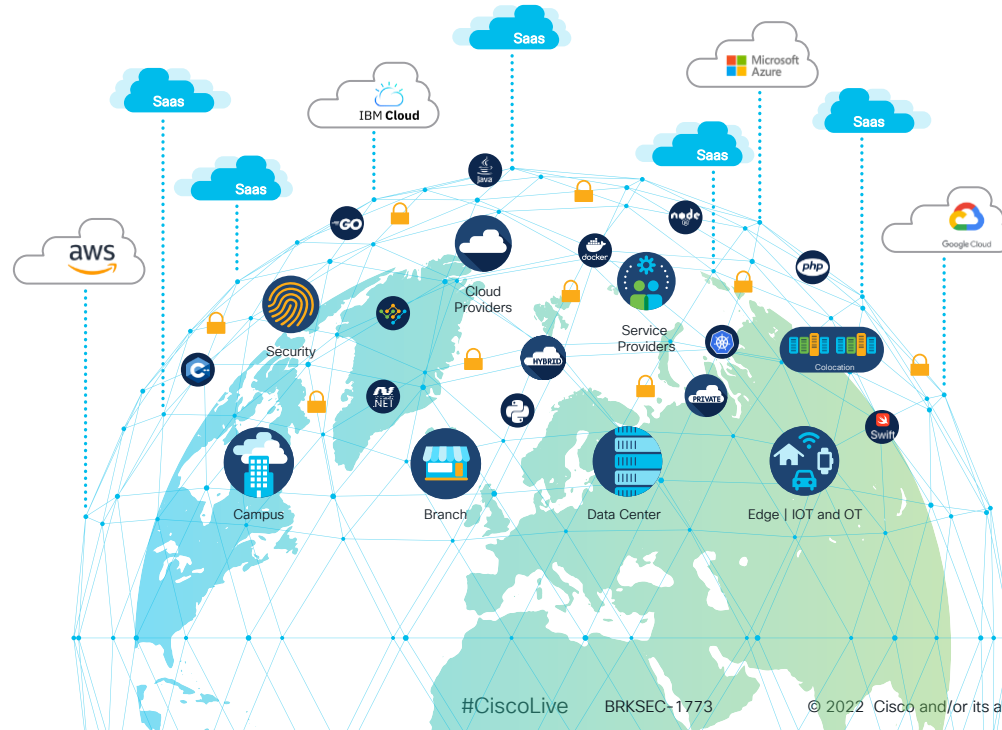 Saas
Microsoft
Azure
Saas
IBM Cloud
Saas
Saas
Saas
aws
Google Cloud
Java
GO
node
docker
php
Cloud
Providers
Service
Providers
Security
HYBRID
Colocation
C++
.NET
PRIVATE
Swift
Campus
Branch
Data Center
Edge | IOT and OT
#CiscoLive
BRKSEC-1773
© 2022 Cisco and/or its a